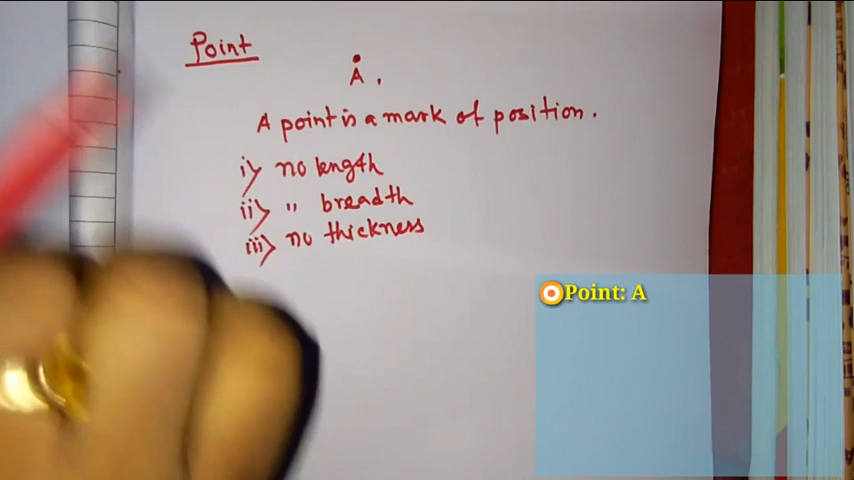 Point
A .
A point is a mark of position.
i) no length
ii) " breadth
iii) no thickness
Point: A